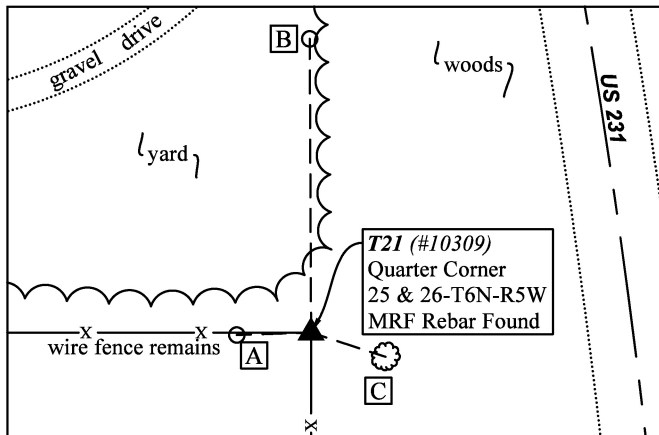 gravel drive
B
woods
US 231
yard
T21 (#10309)
Quarter Corner
25 & 26-T6N-R5W
MRF Rebar Found
x x
wire fence remains
A
C
x